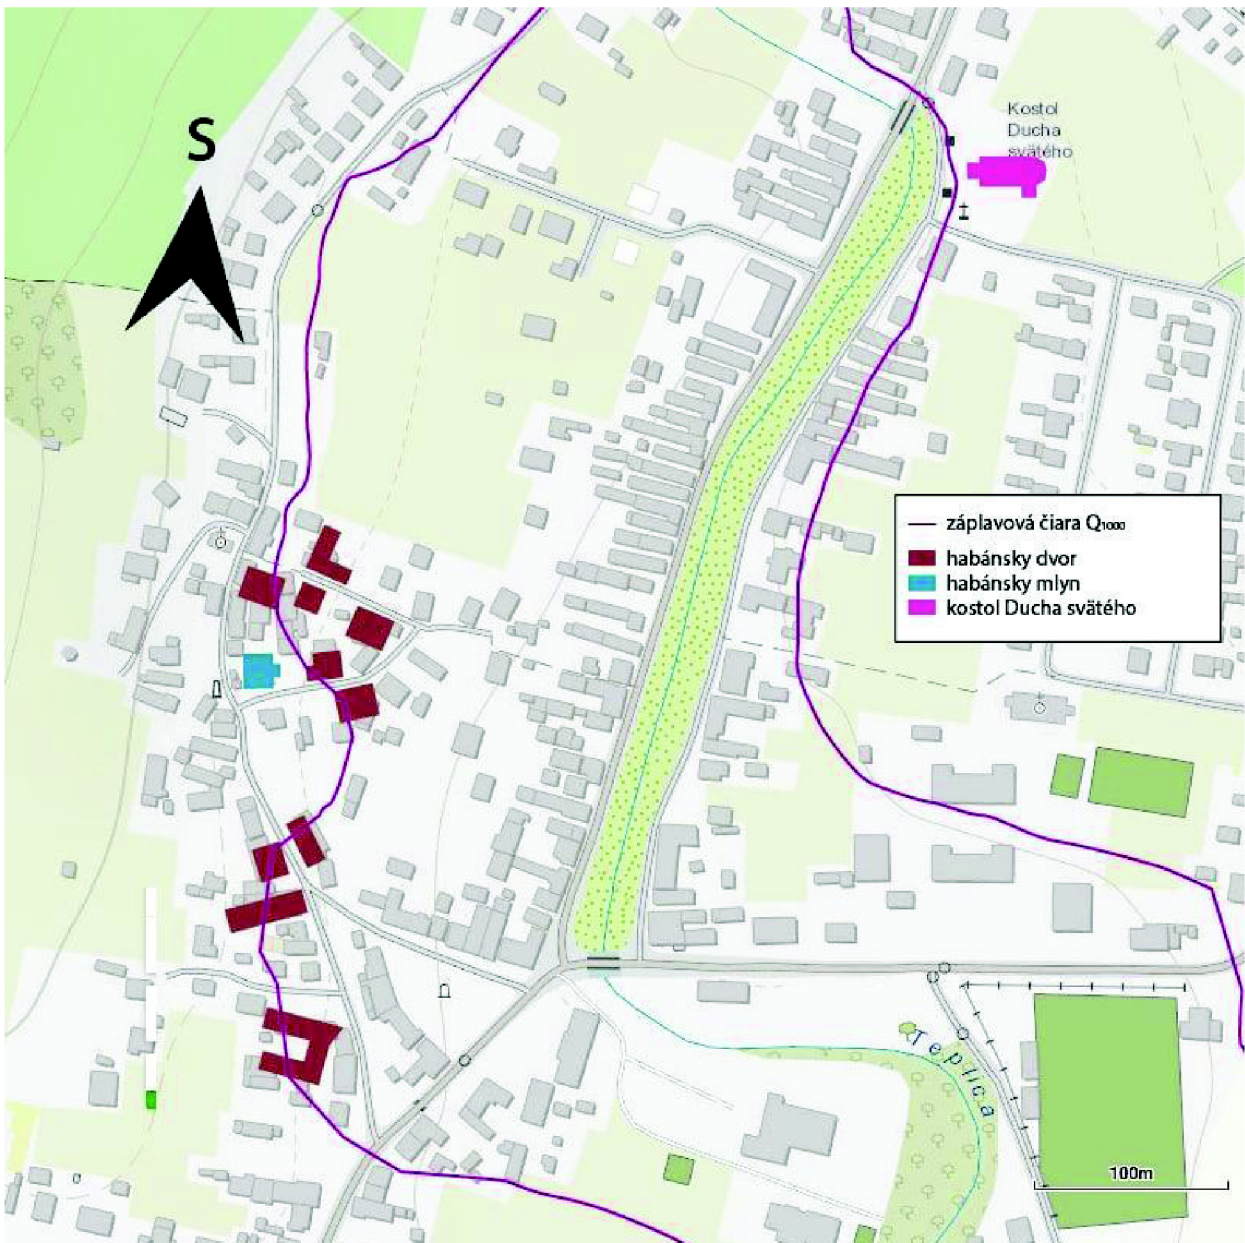 S
Kostol
Ducha
svätého
záplavová čiara Q₁₀₀₀
habánsky dvor
habánsky mlyn
kostol Ducha svätého
Teplica
100m